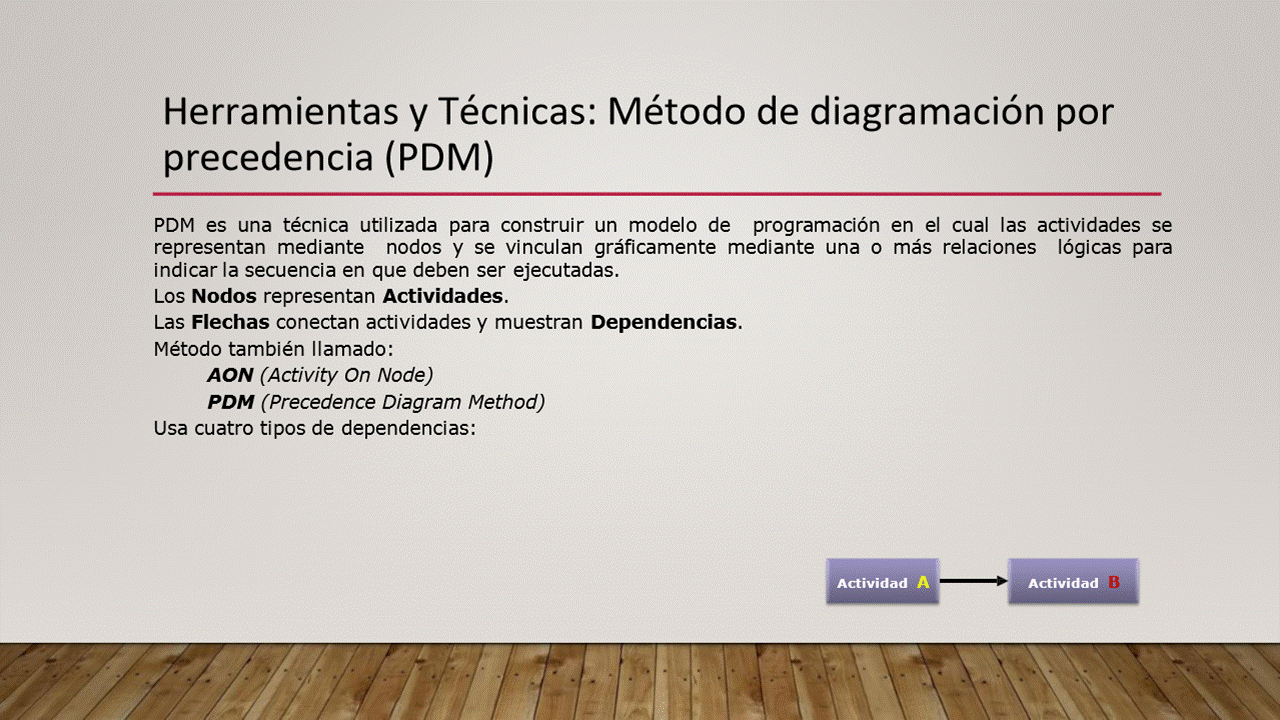 Herramientas y Técnicas: Método de diagramación por
precedencia (PDM)
PDM es una técnica utilizada para construir un modelo de programación en el cual las actividades se
representan mediante nodos y se vinculan gráficamente mediante una o más relaciones lógicas para
indicar la secuencia en que deben ser ejecutadas.
Los Nodos representan Actividades.
Las Flechas conectan actividades y muestran Dependencias.
Método también llamado:
AON (Activity On Node)
PDM (Precedence Diagram Method)
Usa cuatro tipos de dependencias:
Actividad A
Actividad B